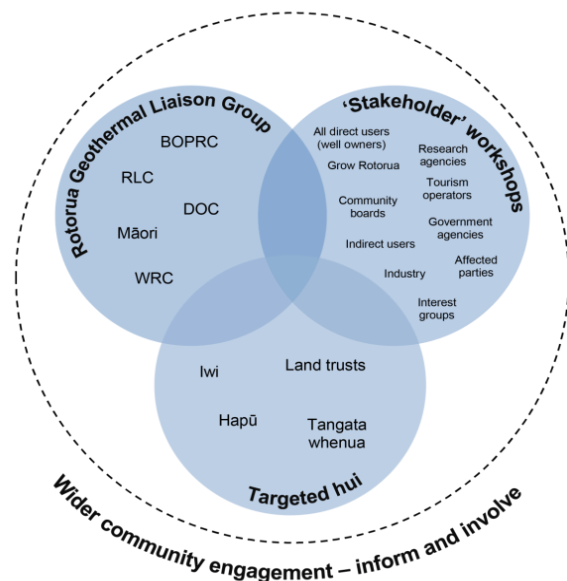 Rotorua Geothermal Liaison Group
BOPRC
RLC
DOC
Māori
WRC
‘Stakeholder’ workshops
All direct users
(well owners)
Research
agencies
Grow Rotorua
Tourism
operators
Community
boards
Government
agencies
Indirect users
Affected
parties
Industry
Interest
groups
Iwi
Land trusts
Hapū
Tangata
whenua
Targeted hui
Wider community engagement – inform and involve